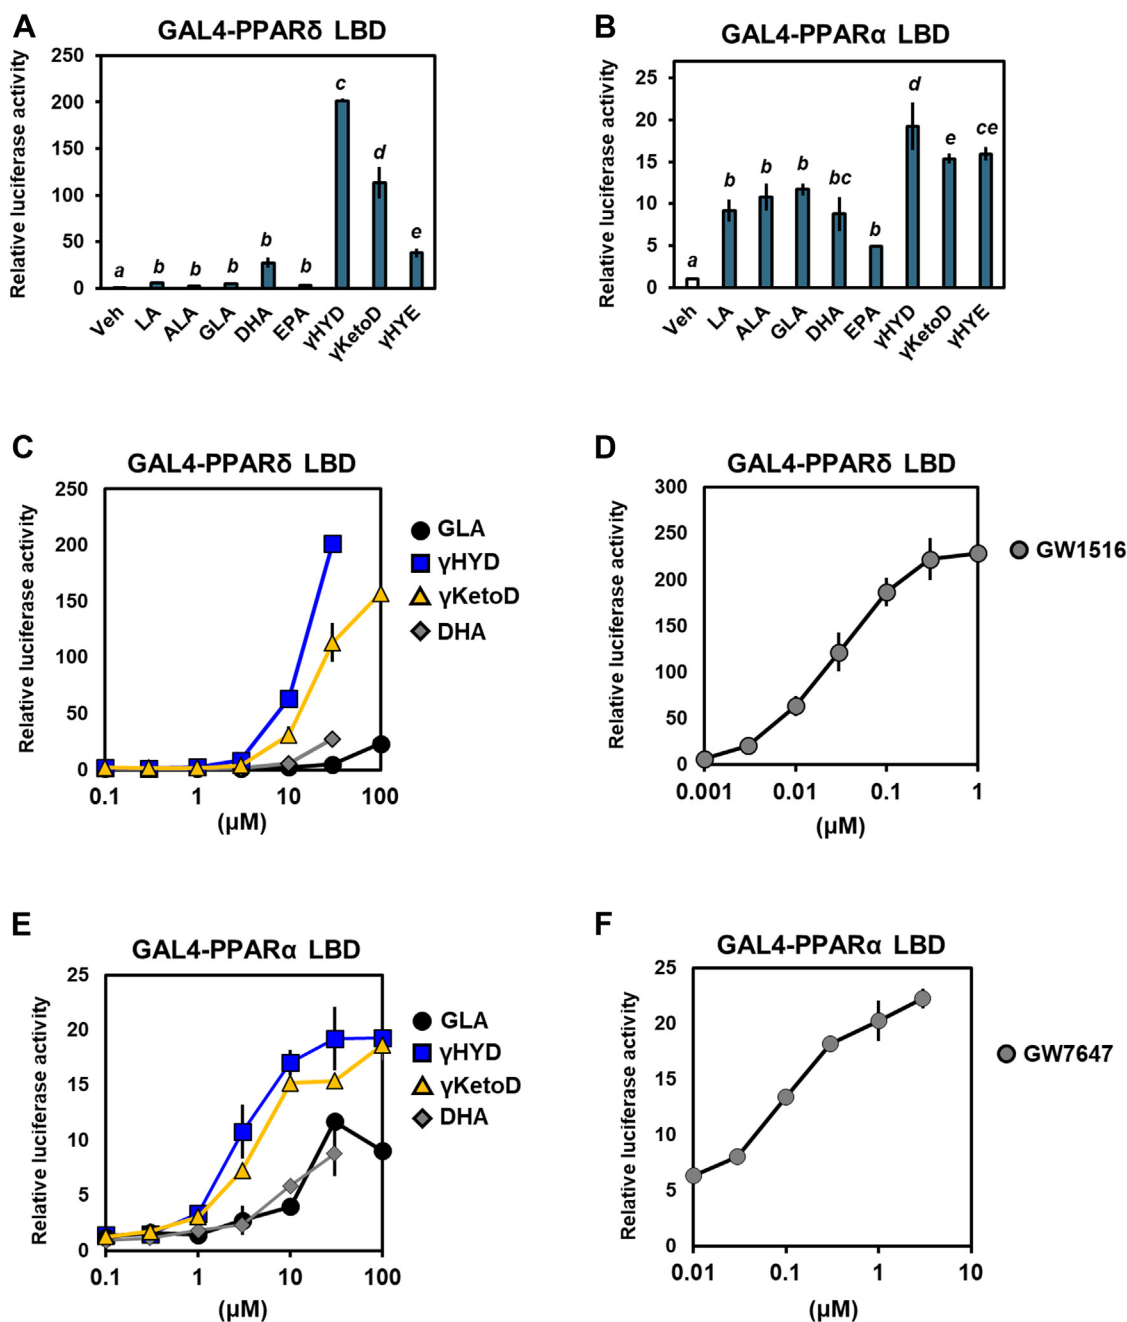 A
GAL4-PPARδ LBD
Relative luciferase activity
250
200
150
100
50
0
a
b
b
b
b
b
c
d
e
Veh
LA
ALA
GLA
DHA
EPA
γHYD
γKetoD
γHYE
B
GAL4-PPARα LBD
Relative luciferase activity
25
20
15
10
5
0
a
b
b
b
bc
b
d
e
ce
Veh
LA
ALA
GLA
DHA
EPA
γHYD
γKetoD
γHYE
C
GAL4-PPARδ LBD
Relative luciferase activity
250
200
150
100
50
0
0.1
1
10
100
(μM)
GLA
γHYD
γKetoD
DHA
D
GAL4-PPARδ LBD
Relative luciferase activity
300
250
200
150
100
50
0
0.001
0.01
0.1
1
(μM)
GW1516
E
GAL4-PPARα LBD
Relative luciferase activity
25
20
15
10
5
0
0.1
1
10
100
(μM)
GLA
γHYD
γKetoD
DHA
F
GAL4-PPARα LBD
Relative luciferase activity
25
20
15
10
5
0
0.01
0.1
1
10
(μM)
GW7647